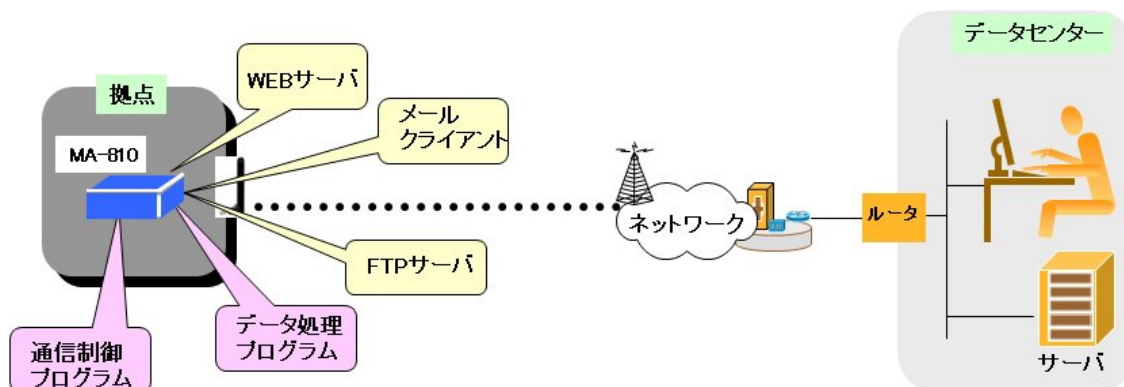 拠点
MA-810
WEBサーバ
メール
クライアント
FTPサーバ
データ処理
プログラム
通信制御
プログラム
ネットワーク
ルータ
データセンター
サーバ